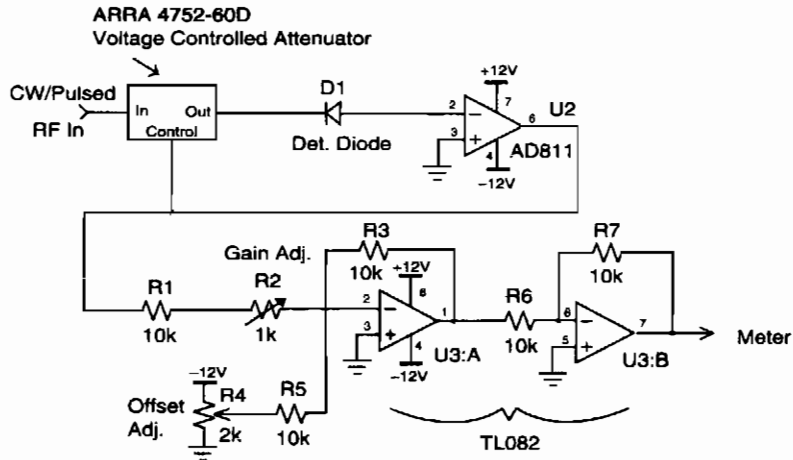 ARRA 4752-60D
Voltage Controlled Attenuator
CW/Pulsed
RF In
In
Out
Control
D1
Det. Diode
+12V
2
7
6
U2
3
4
AD811
−12V
R3
10k
R7
10k
Gain Adj.
+12V
R1
10k
R2
1k
2
8
1
3
4
−12V
U3:A
R6
10k
6
7
5
U3:B
Meter
−12V
R4
2k
Offset
Adj.
R5
10k
TL082